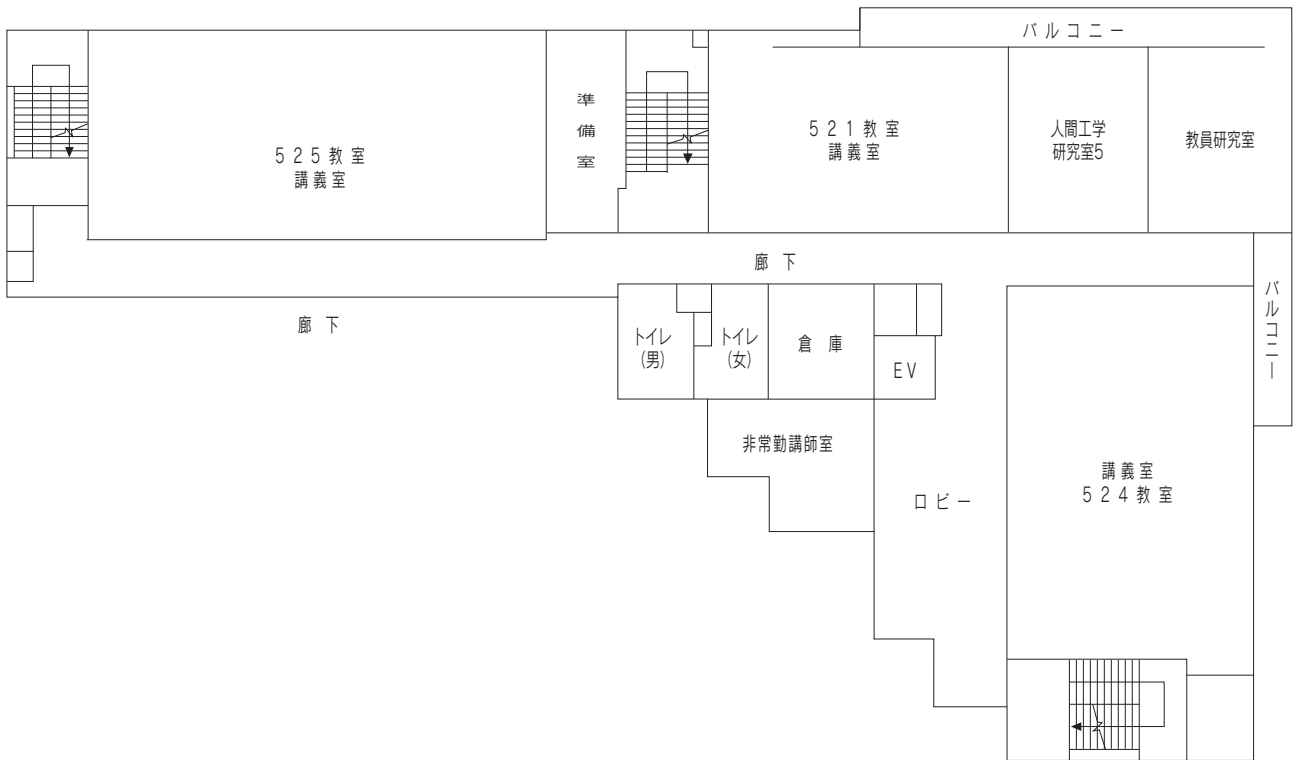 バルコニー
準備室
５２１教室
講義室
人間工学
研究室5
教員研究室
５２５教室
講義室
廊下
バルコニー
廊下
トイレ
(男)
トイレ
(女)
倉庫
EV
非常勤講師室
ロビー
講義室
５２４教室